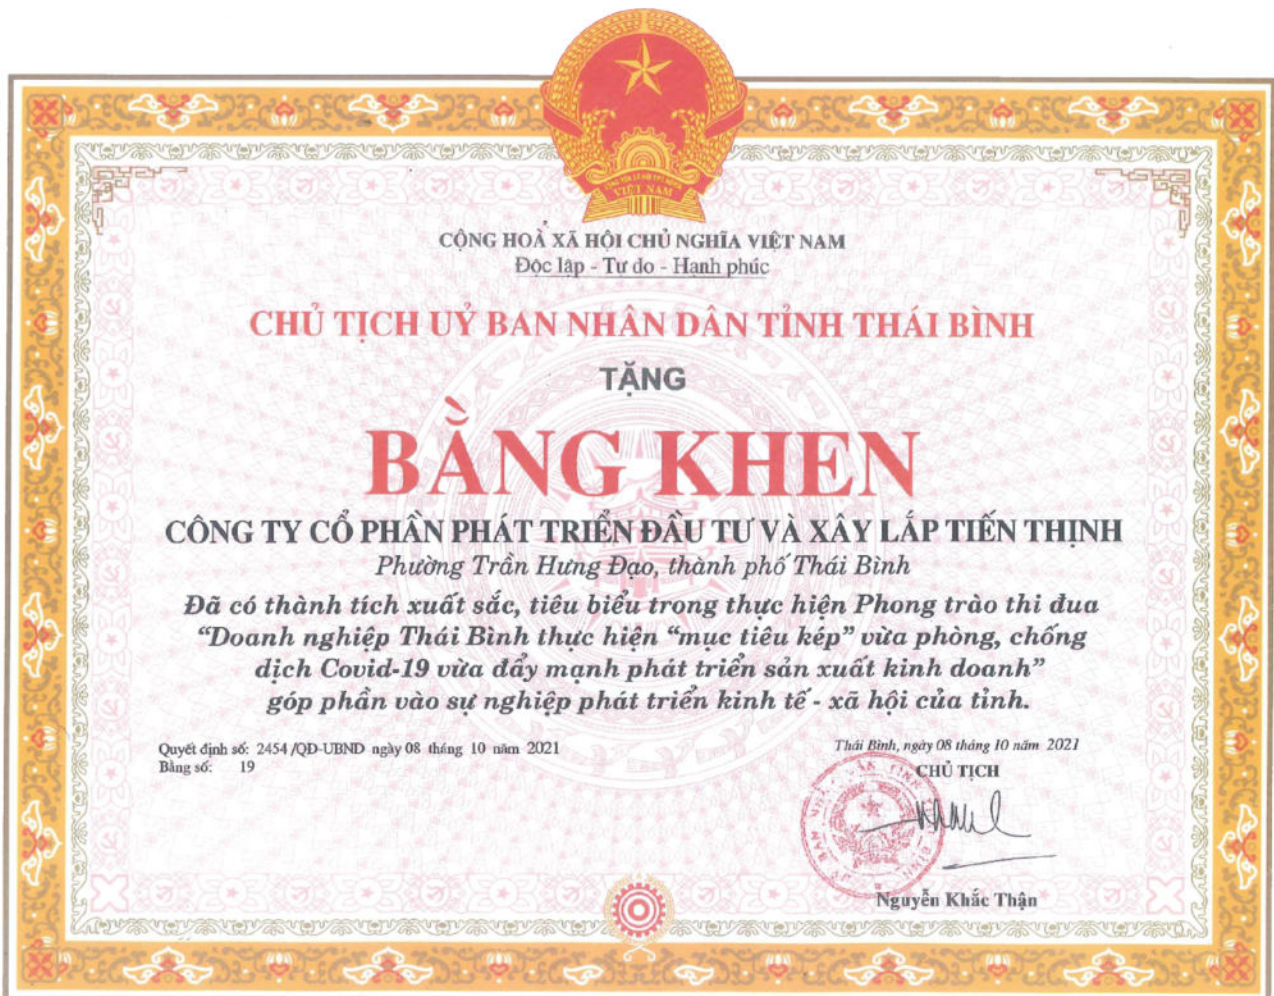 VIỆT NAM
CỘNG HOÀ XÃ HỘI CHỦ NGHĨA VIỆT NAM
Độc lập - Tự do - Hạnh phúc
CHỦ TỊCH UỶ BAN NHÂN DÂN TỈNH THÁI BÌNH
TẶNG
BẰNG KHEN
CÔNG TY CỔ PHẦN PHÁT TRIỂN ĐẦU TƯ VÀ XÂY LẮP TIẾN THỊNH
Phường Trần Hưng Đạo, thành phố Thái Bình
Đã có thành tích xuất sắc, tiêu biểu trong thực hiện Phong trào thi đua
“Doanh nghiệp Thái Bình thực hiện “mục tiêu kép” vừa phòng, chống
dịch Covid-19 vừa đẩy mạnh phát triển sản xuất kinh doanh”
góp phần vào sự nghiệp phát triển kinh tế - xã hội của tỉnh.
Quyết định số: 2454/QĐ-UBND ngày 08 tháng 10 năm 2021
Bằng số: 19
Thái Bình, ngày 08 tháng 10 năm 2021
CHỦ TỊCH
Nguyễn Khắc Thận